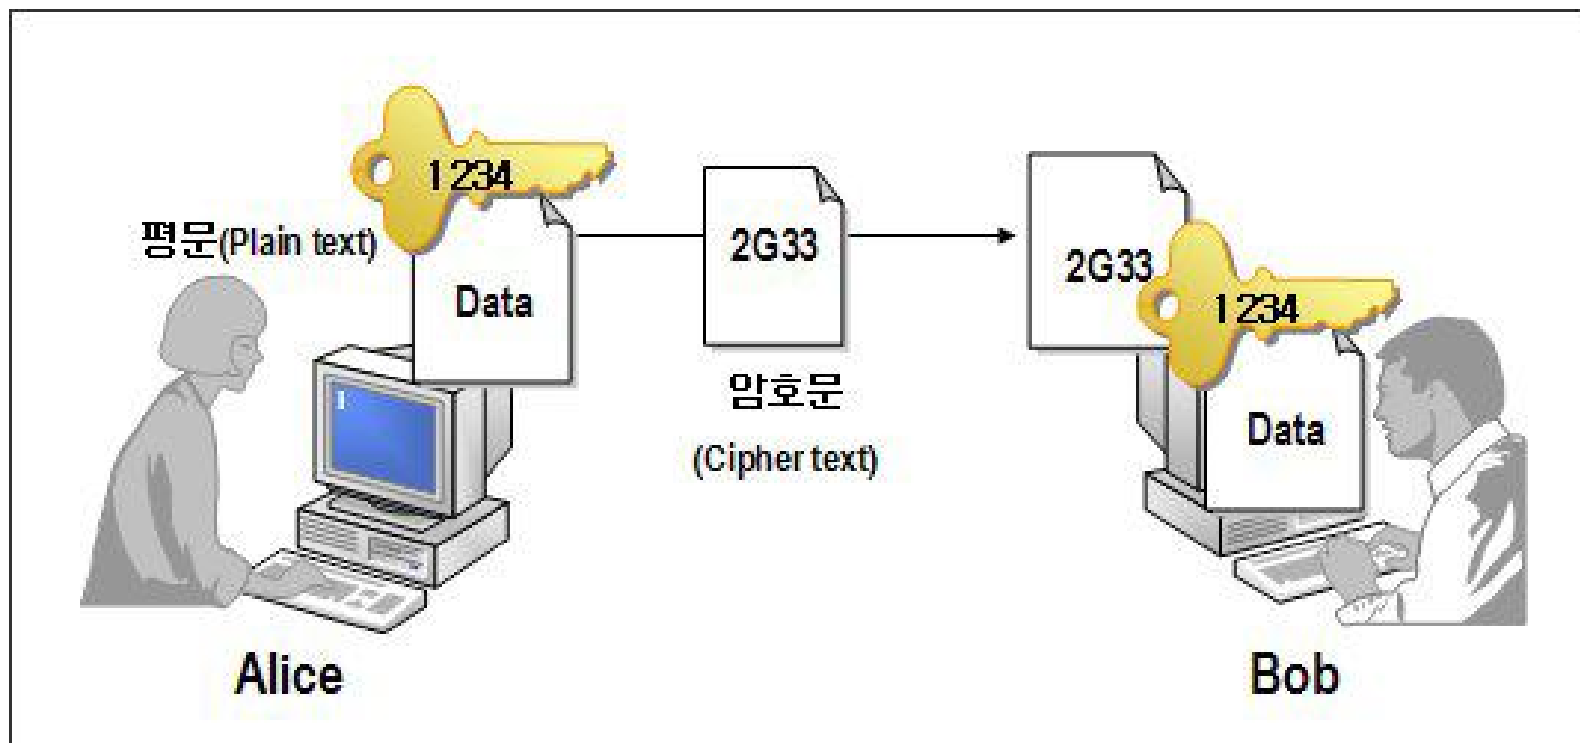 1234
평문(Plain text)
Data
2G33
암호문
(Cipher text)
2G33
1234
Data
Alice
Bob